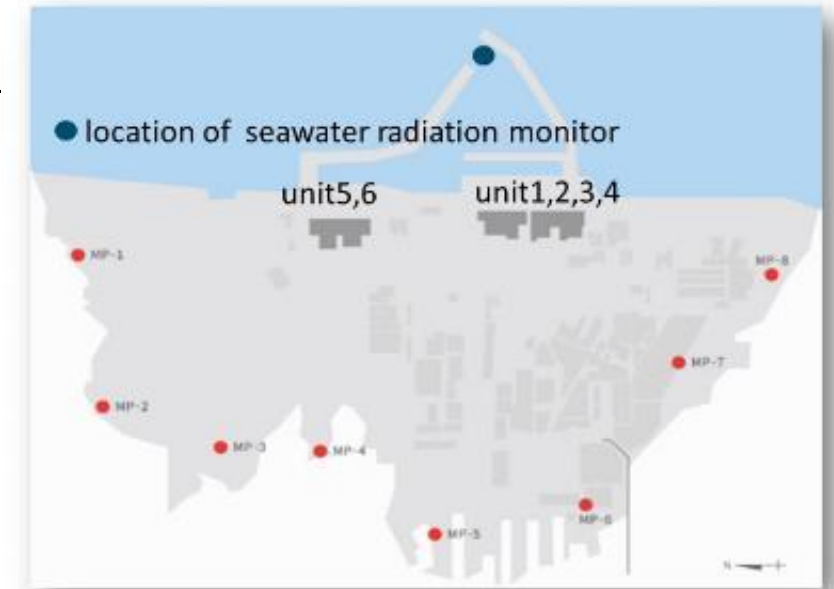 location of seawater radiation monitor
unit5,6
unit1,2,3,4
MP-1
MP-8
MP-7
MP-2
MP-3
MP-4
MP-6
MP-5
N